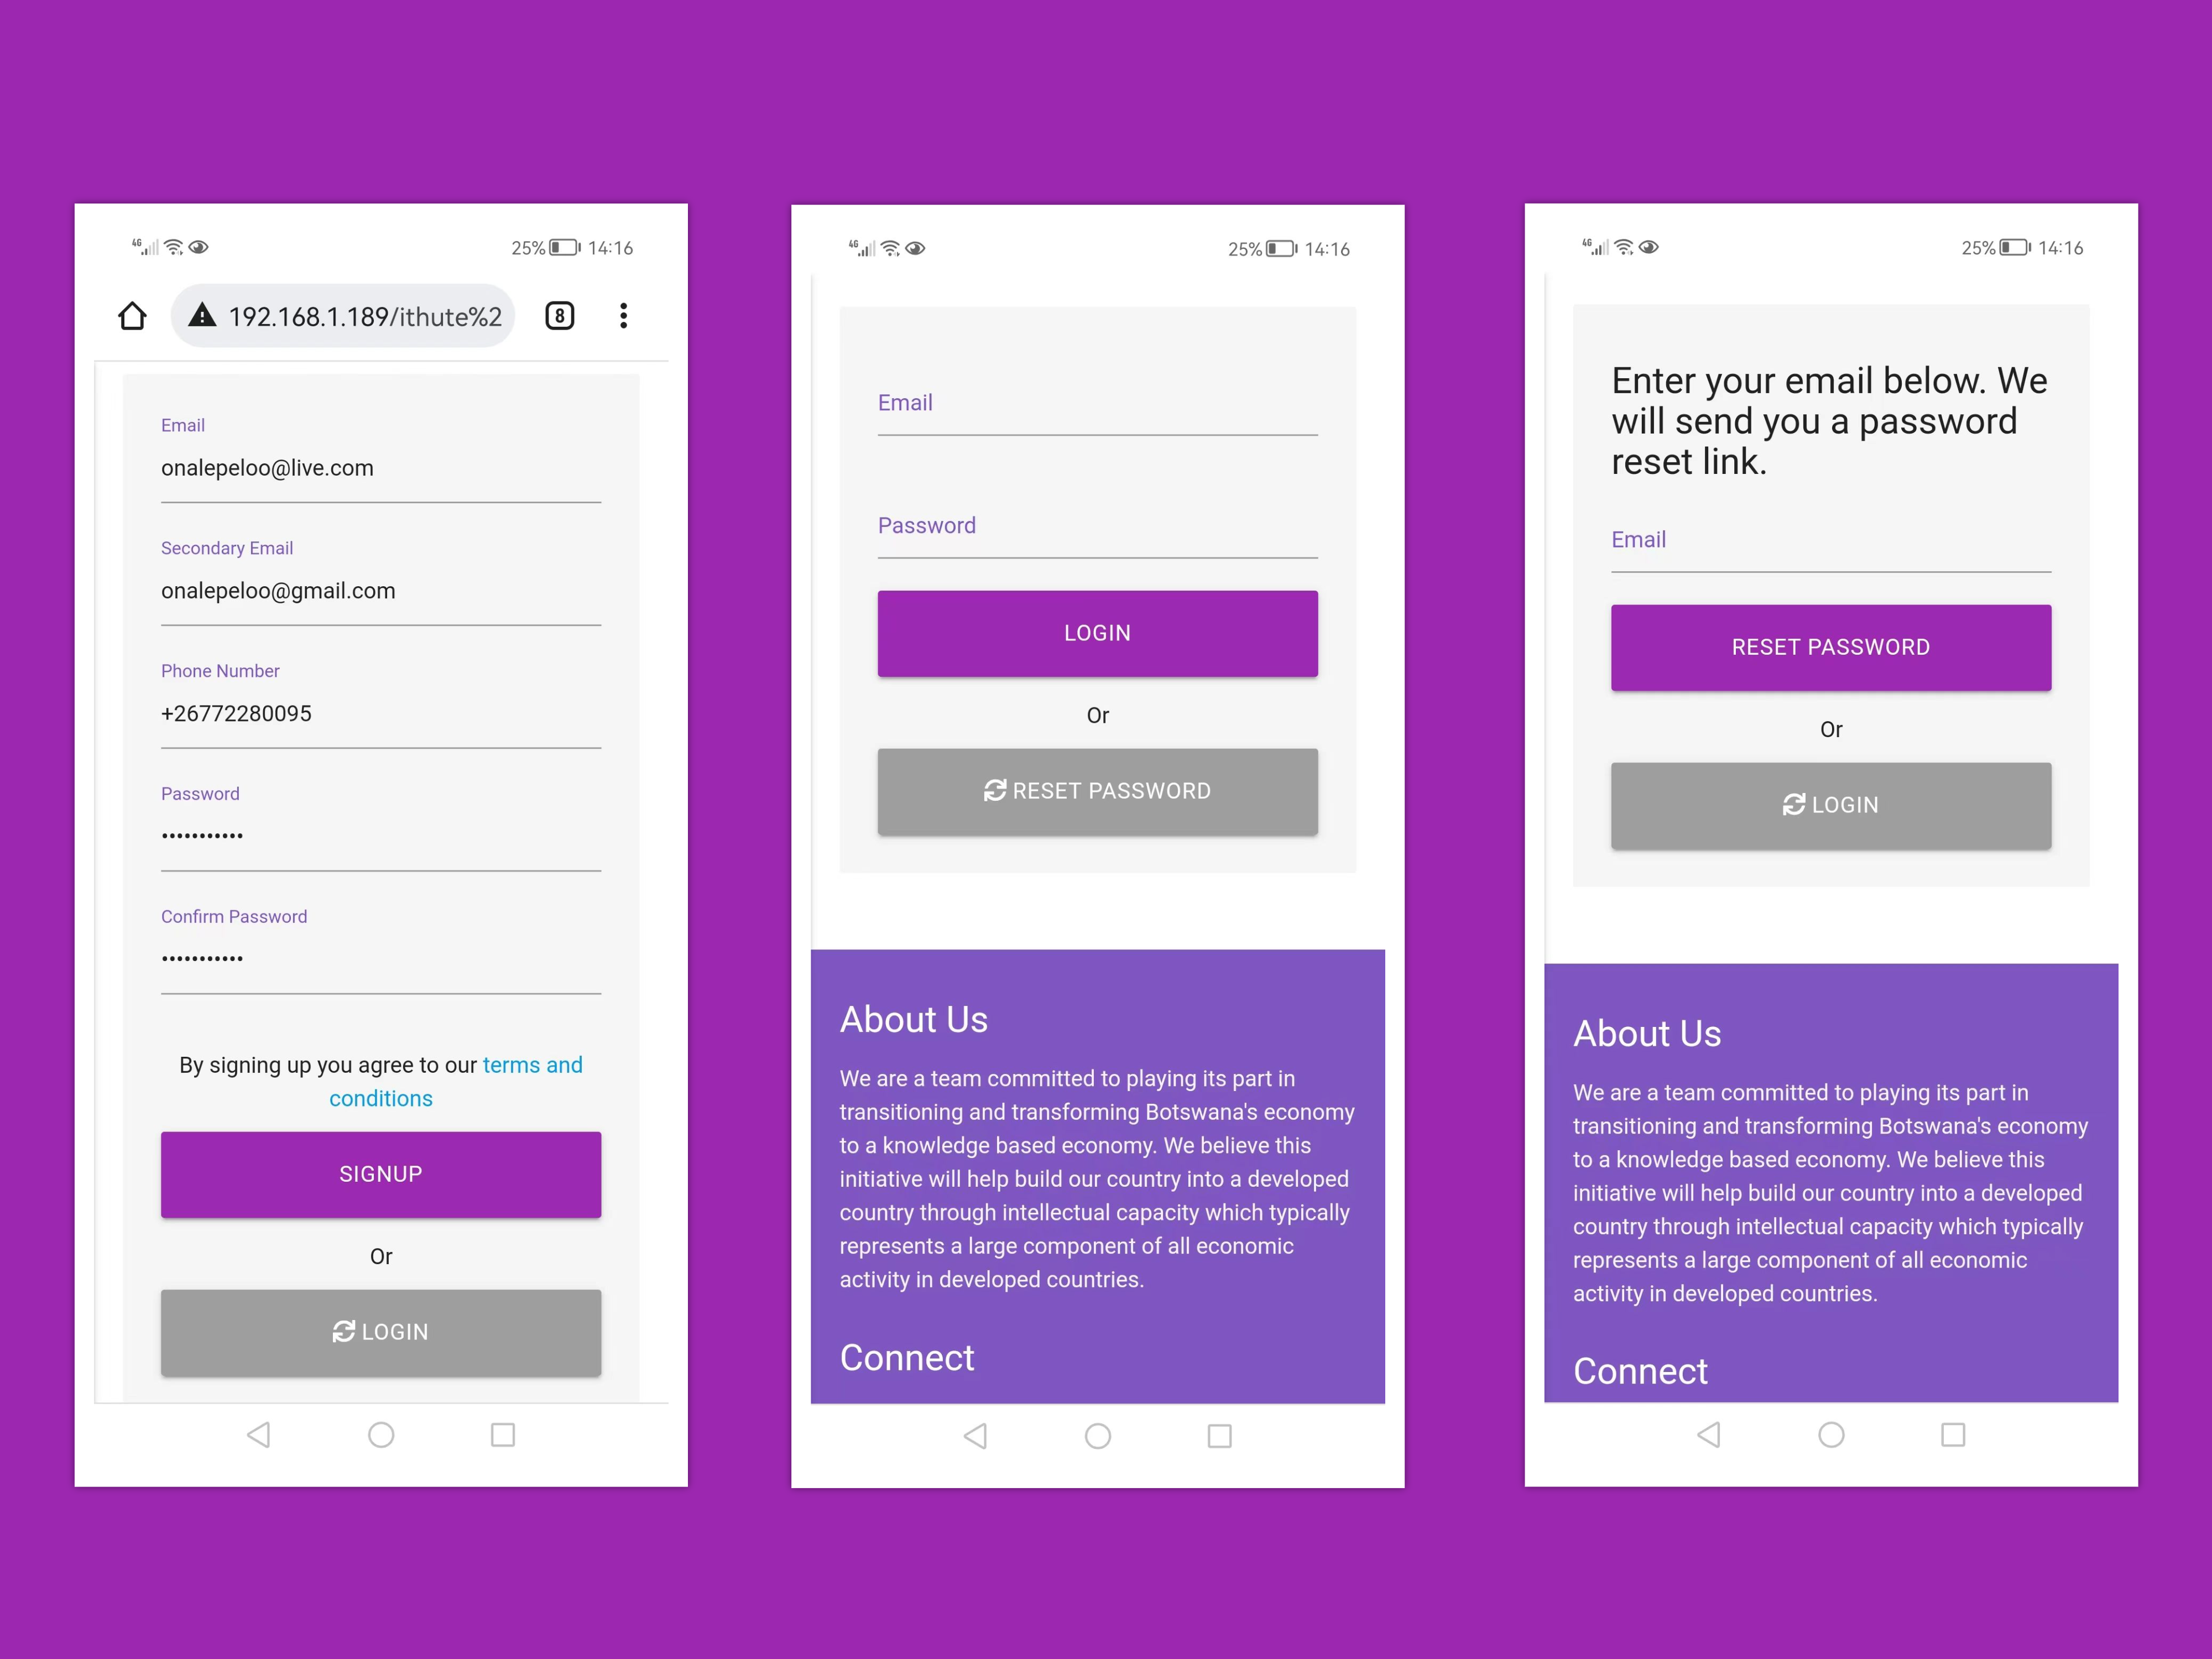 4G 25% 14:16
192.168.1.189/ithute%2 8
Email
onalepeloo@live.com
Secondary Email
onalepeloo@gmail.com
Phone Number
+26772280095
Password
•••••••••••
Confirm Password
•••••••••••
By signing up you agree to our terms and
conditions
SIGNUP
Or
LOGIN
4G 25% 14:16
Email
Password
LOGIN
Or
RESET PASSWORD
About Us
We are a team committed to playing its part in
transitioning and transforming Botswana's economy
to a knowledge based economy. We believe this
initiative will help build our country into a developed
country through intellectual capacity which typically
represents a large component of all economic
activity in developed countries.
Connect
4G 25% 14:16
Enter your email below. We
will send you a password
reset link.
Email
RESET PASSWORD
Or
LOGIN
About Us
We are a team committed to playing its part in
transitioning and transforming Botswana's economy
to a knowledge based economy. We believe this
initiative will help build our country into a developed
country through intellectual capacity which typically
represents a large component of all economic
activity in developed countries.
Connect